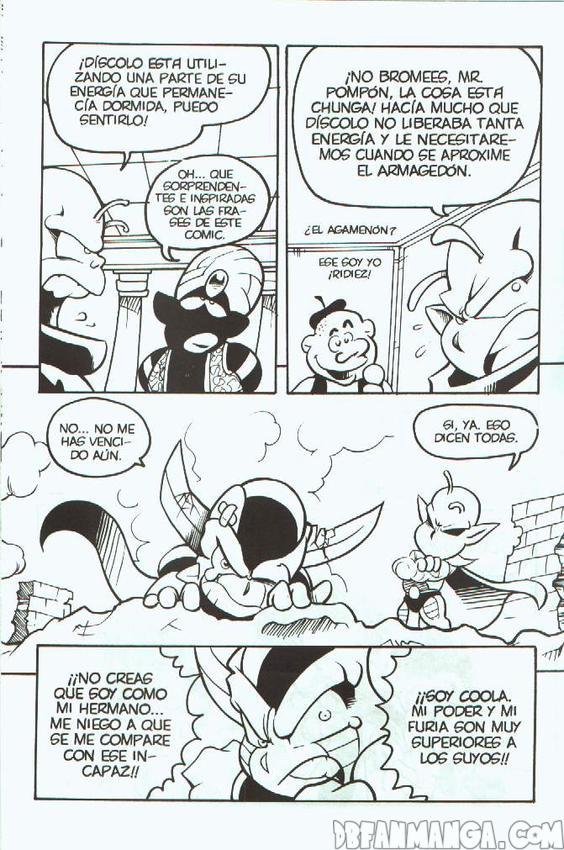 ¡DÍSCOLO ESTA UTILI-
ZANDO UNA PARTE DE SU
ENERGÍA QUE PERMANE-
CÍA DORMIDA, PUEDO
SENTIRLO!
OH... QUE
SORPRENDEN-
TES E INSPIRADAS
SON LAS FRA-
SES DE ESTE
COMIC.
¡NO BROMEES, MR.
POMPÓN, LA COSA ESTA
CHUNGA! HACÍA MUCHO QUE
DÍSCOLO NO LIBERABA TANTA
ENERGÍA Y LE NECESITARE-
MOS CUANDO SE APROXIME
EL ARMAGEDÓN.
¿EL AGAMENÓN?
ESE SOY YO
¡RIDIEZ!
NO... NO ME
HAS VENCI-
DO AÚN.
SI, YA. ESO
DICEN TODAS.
¡¡NO CREAS
QUE SOY COMO
MI HERMANO...
ME NIEGO A QUE
SE ME COMPARE
CON ESE IN-
CAPAZ!!
¡¡SOY COOLA.
MI PODER Y MI
FURIA SON MUY
SUPERIORES A
LOS SUYOS!!
DBFANMANGA.COM